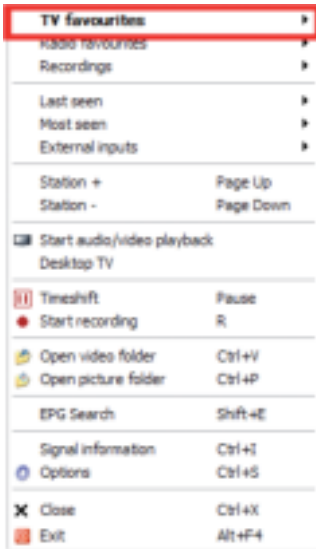 TV favourites
Radio favourites
Recordings
Last seen
Most seen
External inputs
Station + Page Up
Station - Page Down
Start audio/video playback
Desktop TV
Timeshift Pause
Start recording R
Open video folder Ctrl+V
Open picture folder Ctrl+P
EPG Search Shift+E
Signal information Ctrl+I
Options Ctrl+S
Close Ctrl+X
Exit Alt+F4